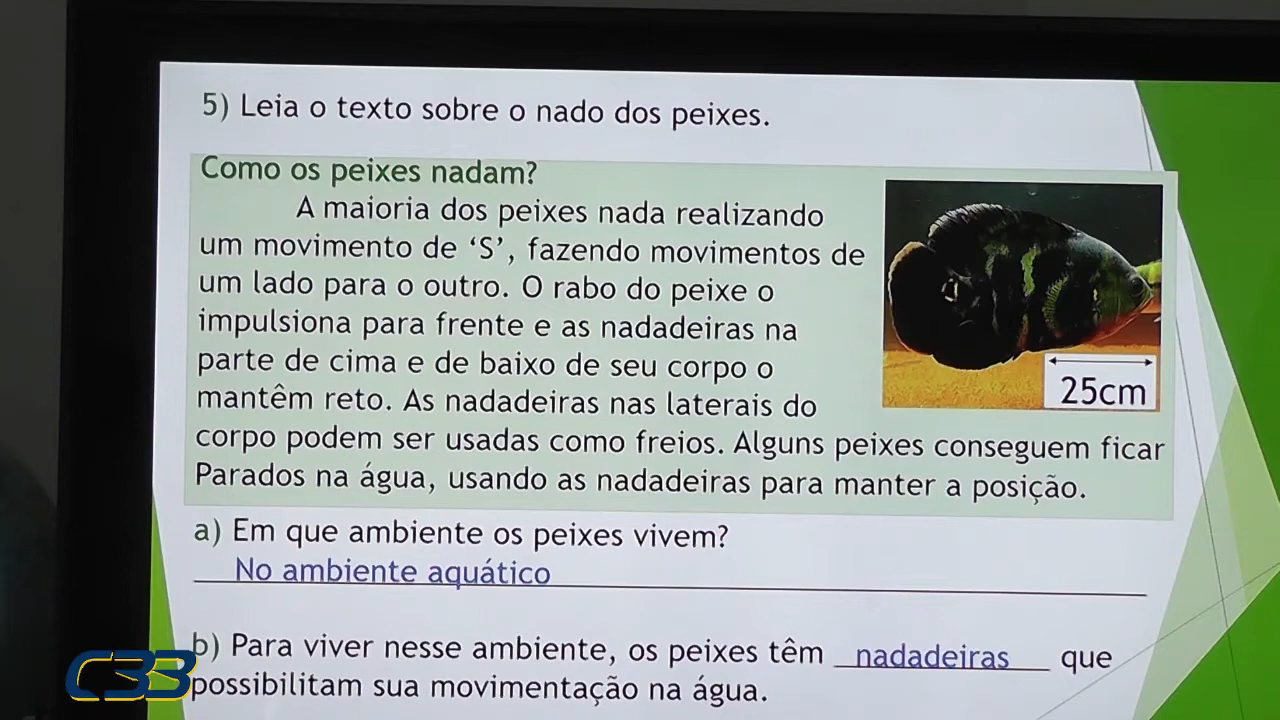 5) Leia o texto sobre o nado dos peixes.
Como os peixes nadam?
A maioria dos peixes nada realizando
um movimento de ‘S’, fazendo movimentos de
um lado para o outro. O rabo do peixe o
impulsiona para frente e as nadadeiras na
parte de cima e de baixo de seu corpo o
mantêm reto. As nadadeiras nas laterais do
corpo podem ser usadas como freios. Alguns peixes conseguem ficar
Parados na água, usando as nadadeiras para manter a posição.
25cm
a) Em que ambiente os peixes vivem?
No ambiente aquático
b) Para viver nesse ambiente, os peixes têm nadadeiras que
possibilitam sua movimentação na água.
CBB